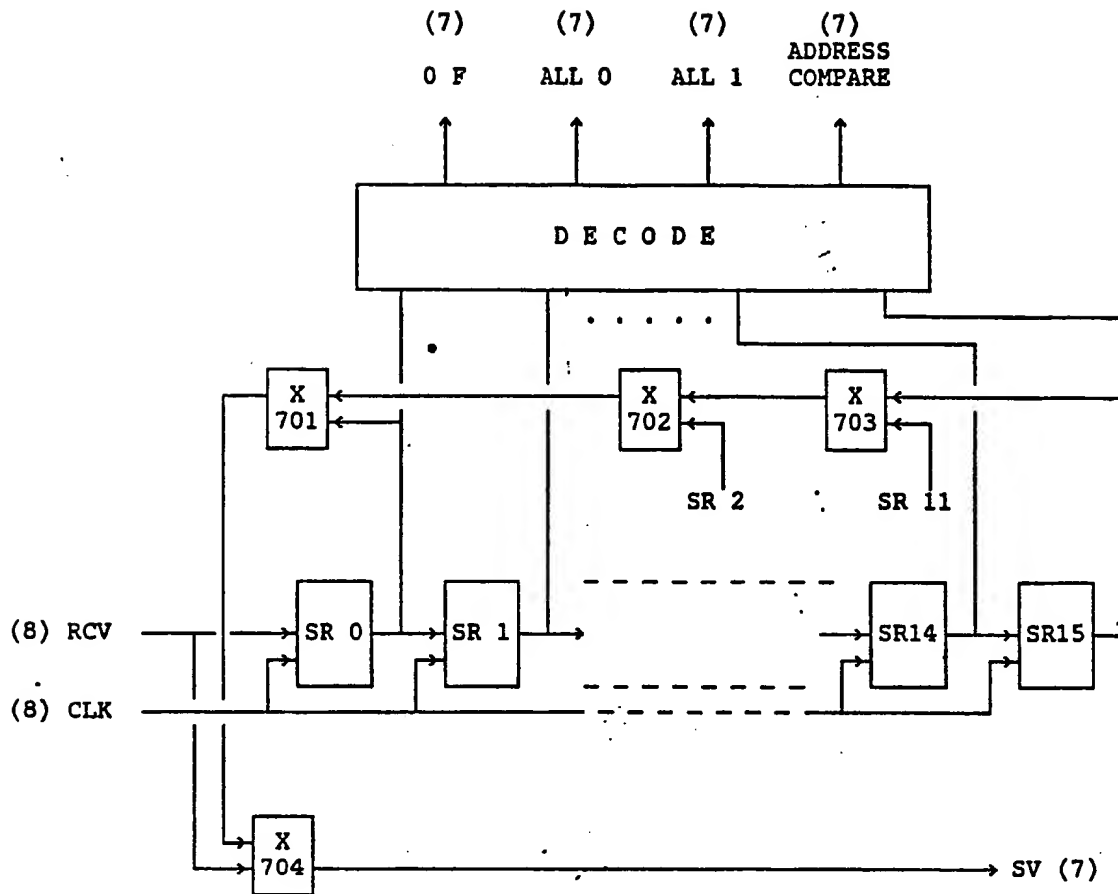 (7) (7) (7) (7)
ADDRESS
0 F ALL 0 ALL 1 COMPARE
D E C O D E
X X X
701 702 703
SR 2 SR 11
(8) RCV SR 0 SR 1 SR14 SR15
(8) CLK
X
704 SV (7)